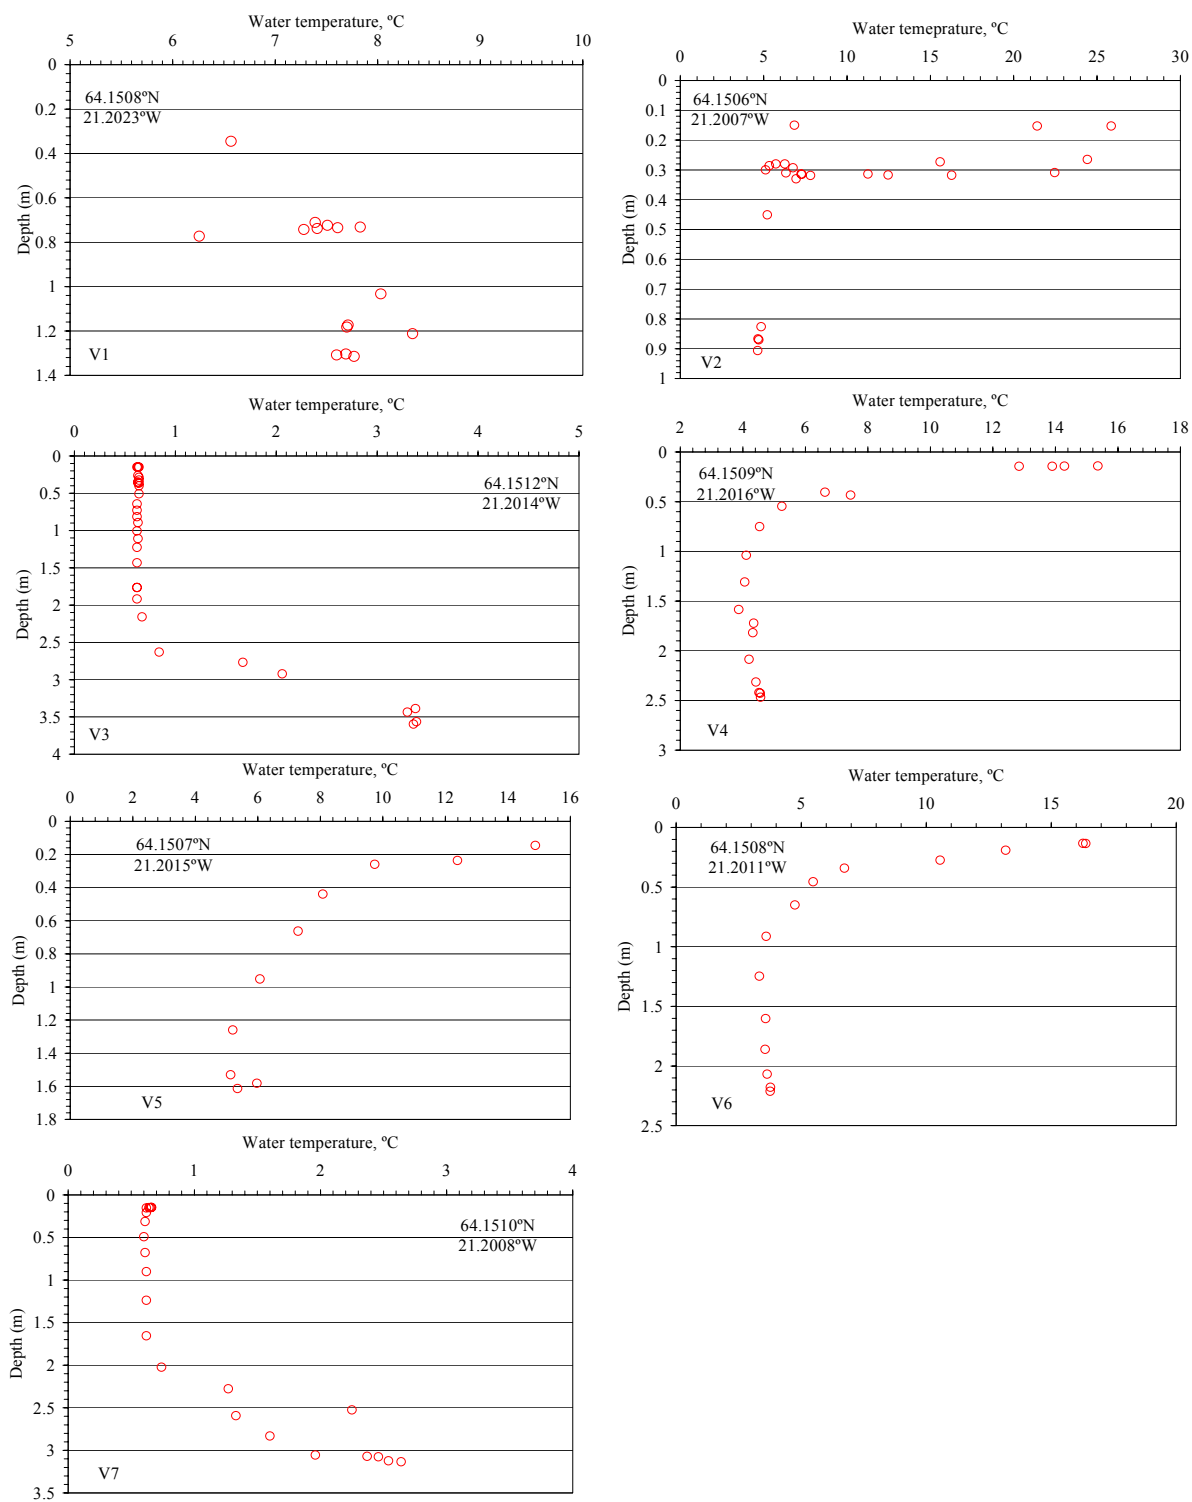 Water temperature, ºC
5 6 7 8 9 10
0
0.2
0.4
0.6
0.8
1
1.2
1.4
Depth (m)
64.1508ºN
21.2023ºW
V1
Water temeprature, ºC
0 5 10 15 20 25 30
0
0.1
0.2
0.3
0.4
0.5
0.6
0.7
0.8
0.9
1
Depth (m)
64.1506ºN
21.2007ºW
V2
Water temperature, ºC
0 1 2 3 4 5
0
0.5
1
1.5
2
2.5
3
3.5
4
Depth (m)
64.1512ºN
21.2014ºW
V3
Water temperature, ºC
2 4 6 8 10 12 14 16 18
0
0.5
1
1.5
2
2.5
3
Depth (m)
64.1509ºN
21.2016ºW
V4
Water temperature, ºC
0 2 4 6 8 10 12 14 16
0
0.2
0.4
0.6
0.8
1
1.2
1.4
1.6
1.8
Depth (m)
64.1507ºN
21.2015ºW
V5
Water temperature, ºC
0 5 10 15 20
0
0.5
1
1.5
2
2.5
Depth (m)
64.1508ºN
21.2011ºW
V6
Water temperature, ºC
0 1 2 3 4
0
0.5
1
1.5
2
2.5
3
3.5
Depth (m)
64.1510ºN
21.2008ºW
V7